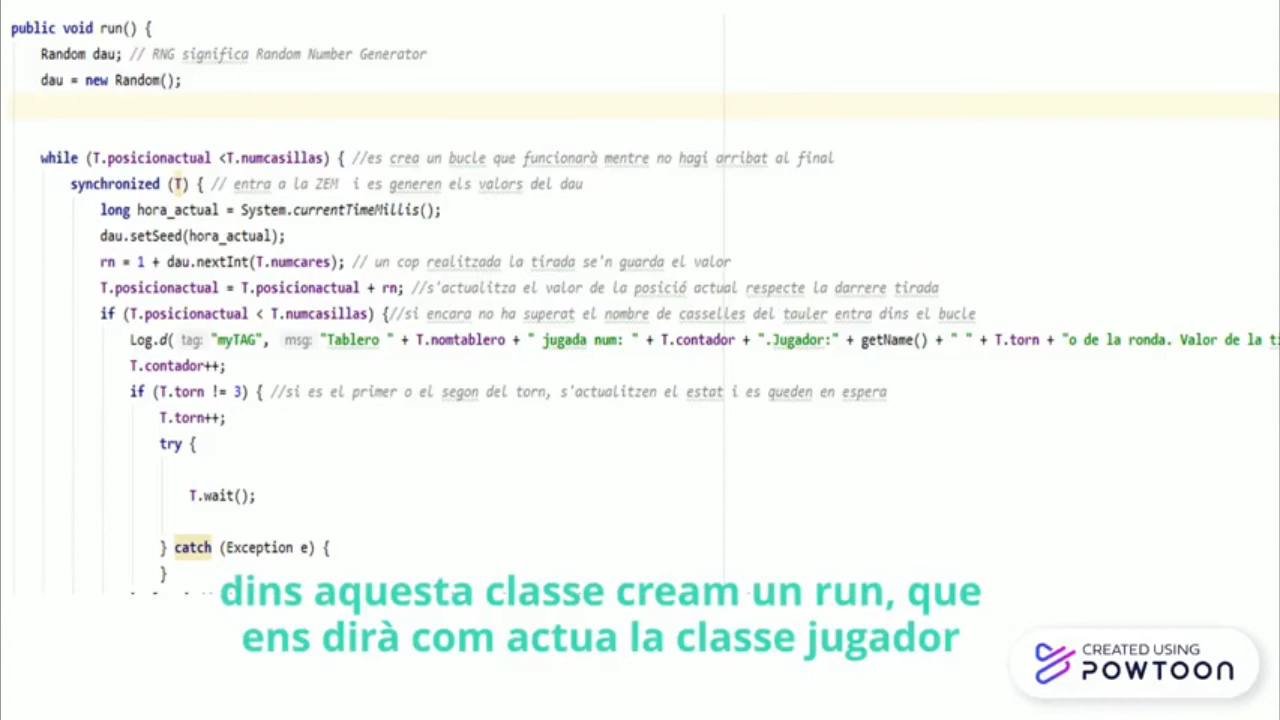 public void run() {
Random dau; // RNG significa Random Number Generator
dau = new Random();
while (T.posicionactual <T.numcasillas) { //es crea un bucle que funcionarà mentre no hagi arribat al final
synchronized (T) { // entra a la ZEM i es generen els valors del dau
long hora_actual = System.currentTimeMillis();
dau.setSeed(hora_actual);
rn = 1 + dau.nextInt(T.numcares); // un cop realitzada la tirada se'n guarda el valor
T.posicionactual = T.posicionactual + rn; //s'actualitza el valor de la posició actual respecte la darrere tirada
if (T.posicionactual < T.numcasillas) {//si encara no ha superat el nombre de casselles del tauler entra dins el bucle
Log.d( tag: "myTAG", msg: "Tablero " + T.nomtablero + " jugada num: " + T.contador + ".Jugador:" + getName() + " " + T.torn + "o de la ronda. Valor de la
T.contador++;
if (T.torn != 3) { //si es el primer o el segon del torn, s'actualitzen el estat i es queden en espera
T.torn++;
try {
T.wait();
} catch (Exception e) {
}
dins aquesta classe cream un run, que
ens dirà com actua la classe jugador
CREATED USING
POWTOON